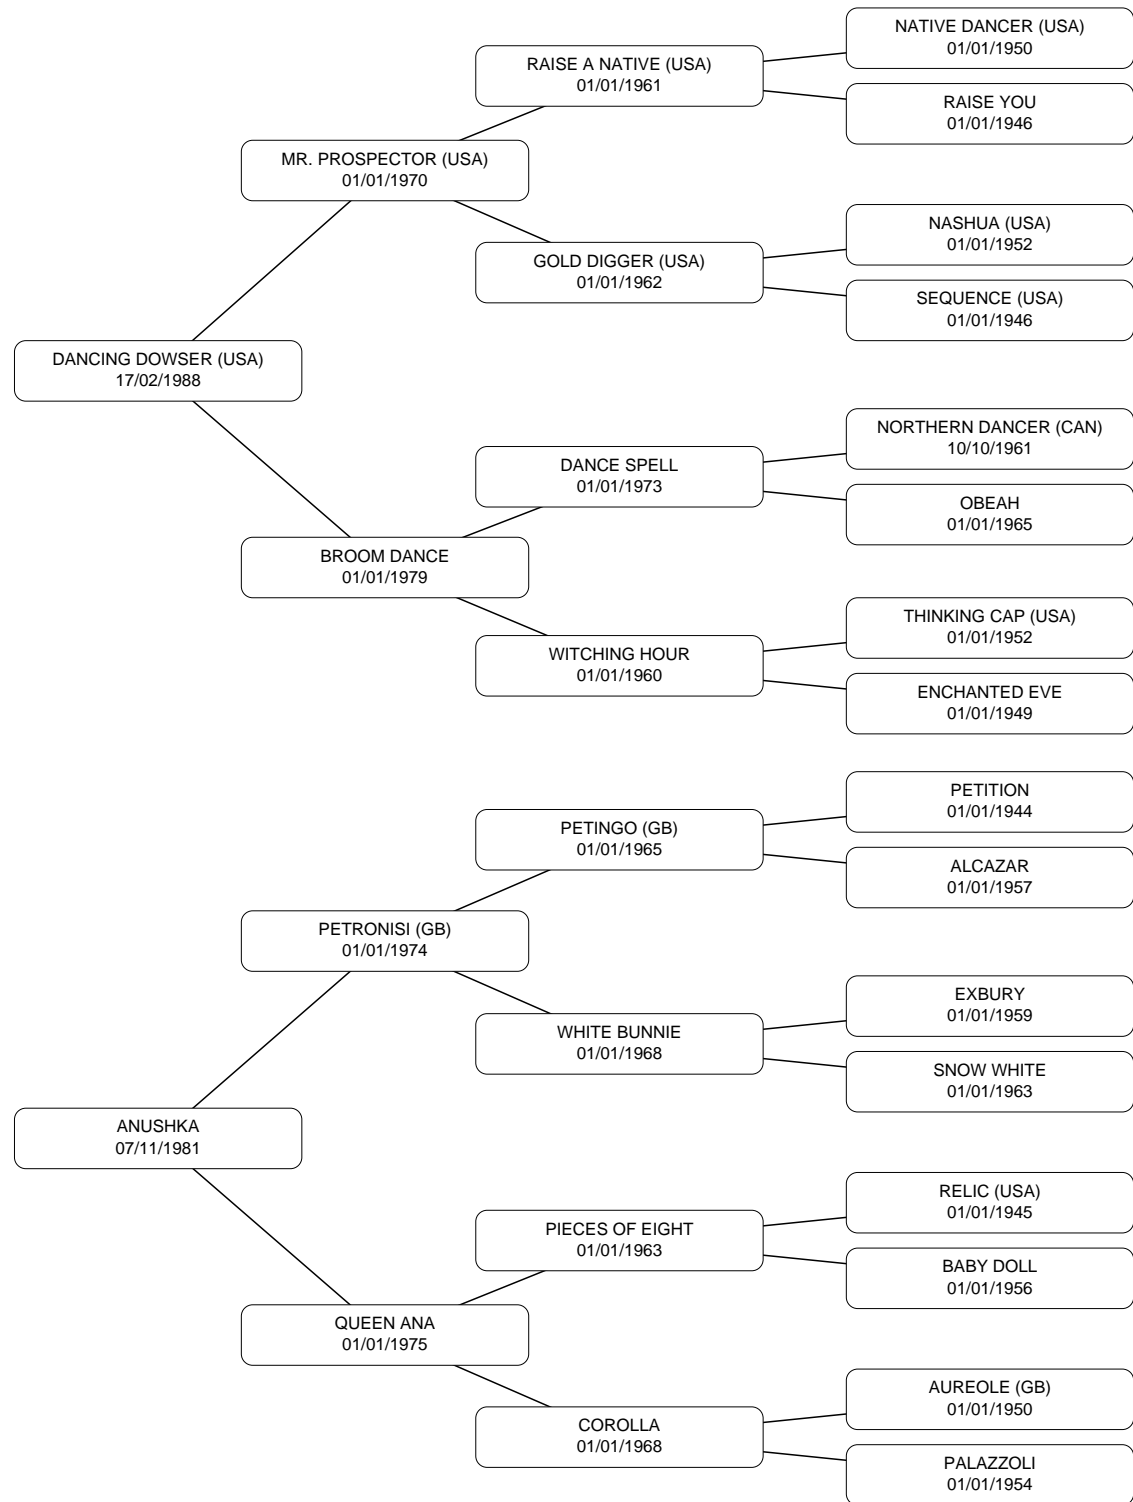 NATIVE DANCER (USA)
01/01/1950
RAISE A NATIVE (USA)
01/01/1961
RAISE YOU
01/01/1946
MR. PROSPECTOR (USA)
01/01/1970
NASHUA (USA)
01/01/1952
GOLD DIGGER (USA)
01/01/1962
SEQUENCE (USA)
01/01/1946
DANCING DOWSER (USA)
17/02/1988
NORTHERN DANCER (CAN)
10/10/1961
DANCE SPELL
01/01/1973
OBEAH
01/01/1965
BROOM DANCE
01/01/1979
THINKING CAP (USA)
01/01/1952
WITCHING HOUR
01/01/1960
ENCHANTED EVE
01/01/1949
PETITION
01/01/1944
PETINGO (GB)
01/01/1965
ALCAZAR
01/01/1957
PETRONISI (GB)
01/01/1974
EXBURY
01/01/1959
WHITE BUNNIE
01/01/1968
SNOW WHITE
01/01/1963
ANUSHKA
07/11/1981
RELIC (USA)
01/01/1945
PIECES OF EIGHT
01/01/1963
BABY DOLL
01/01/1956
QUEEN ANA
01/01/1975
AUREOLE (GB)
01/01/1950
COROLLA
01/01/1968
PALAZZOLI
01/01/1954